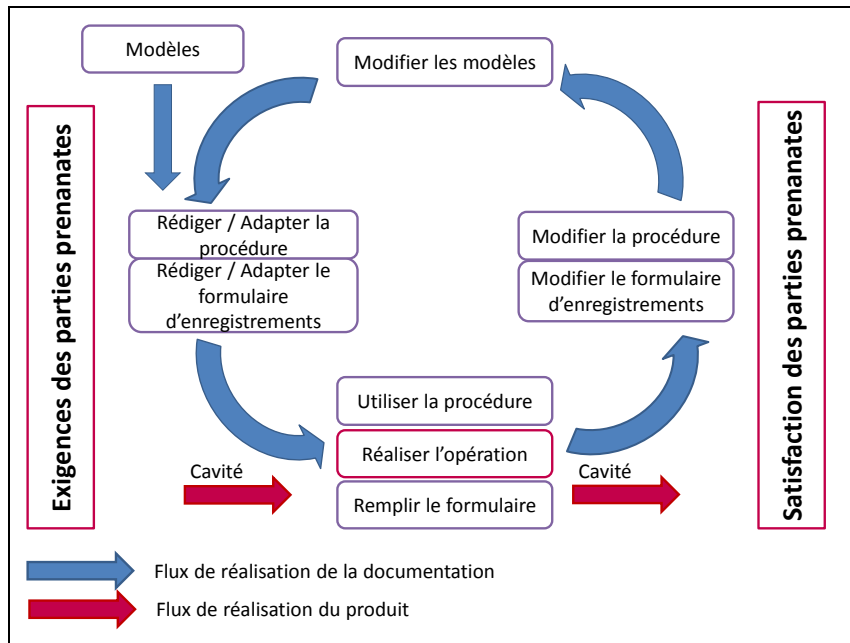 Modèles
Modifier les modèles
Exigences des parties prenanates
Satisfaction des parties prenanates
Rédiger / Adapter la
procédure
Rédiger / Adapter le
formulaire
d'enregistrements
Modifier la procédure
Modifier le formulaire
d'enregistrements
Utiliser la procédure
Réaliser l'opération
Remplir le formulaire
Cavité
Cavité
Flux de réalisation de la documentation
Flux de réalisation du produit